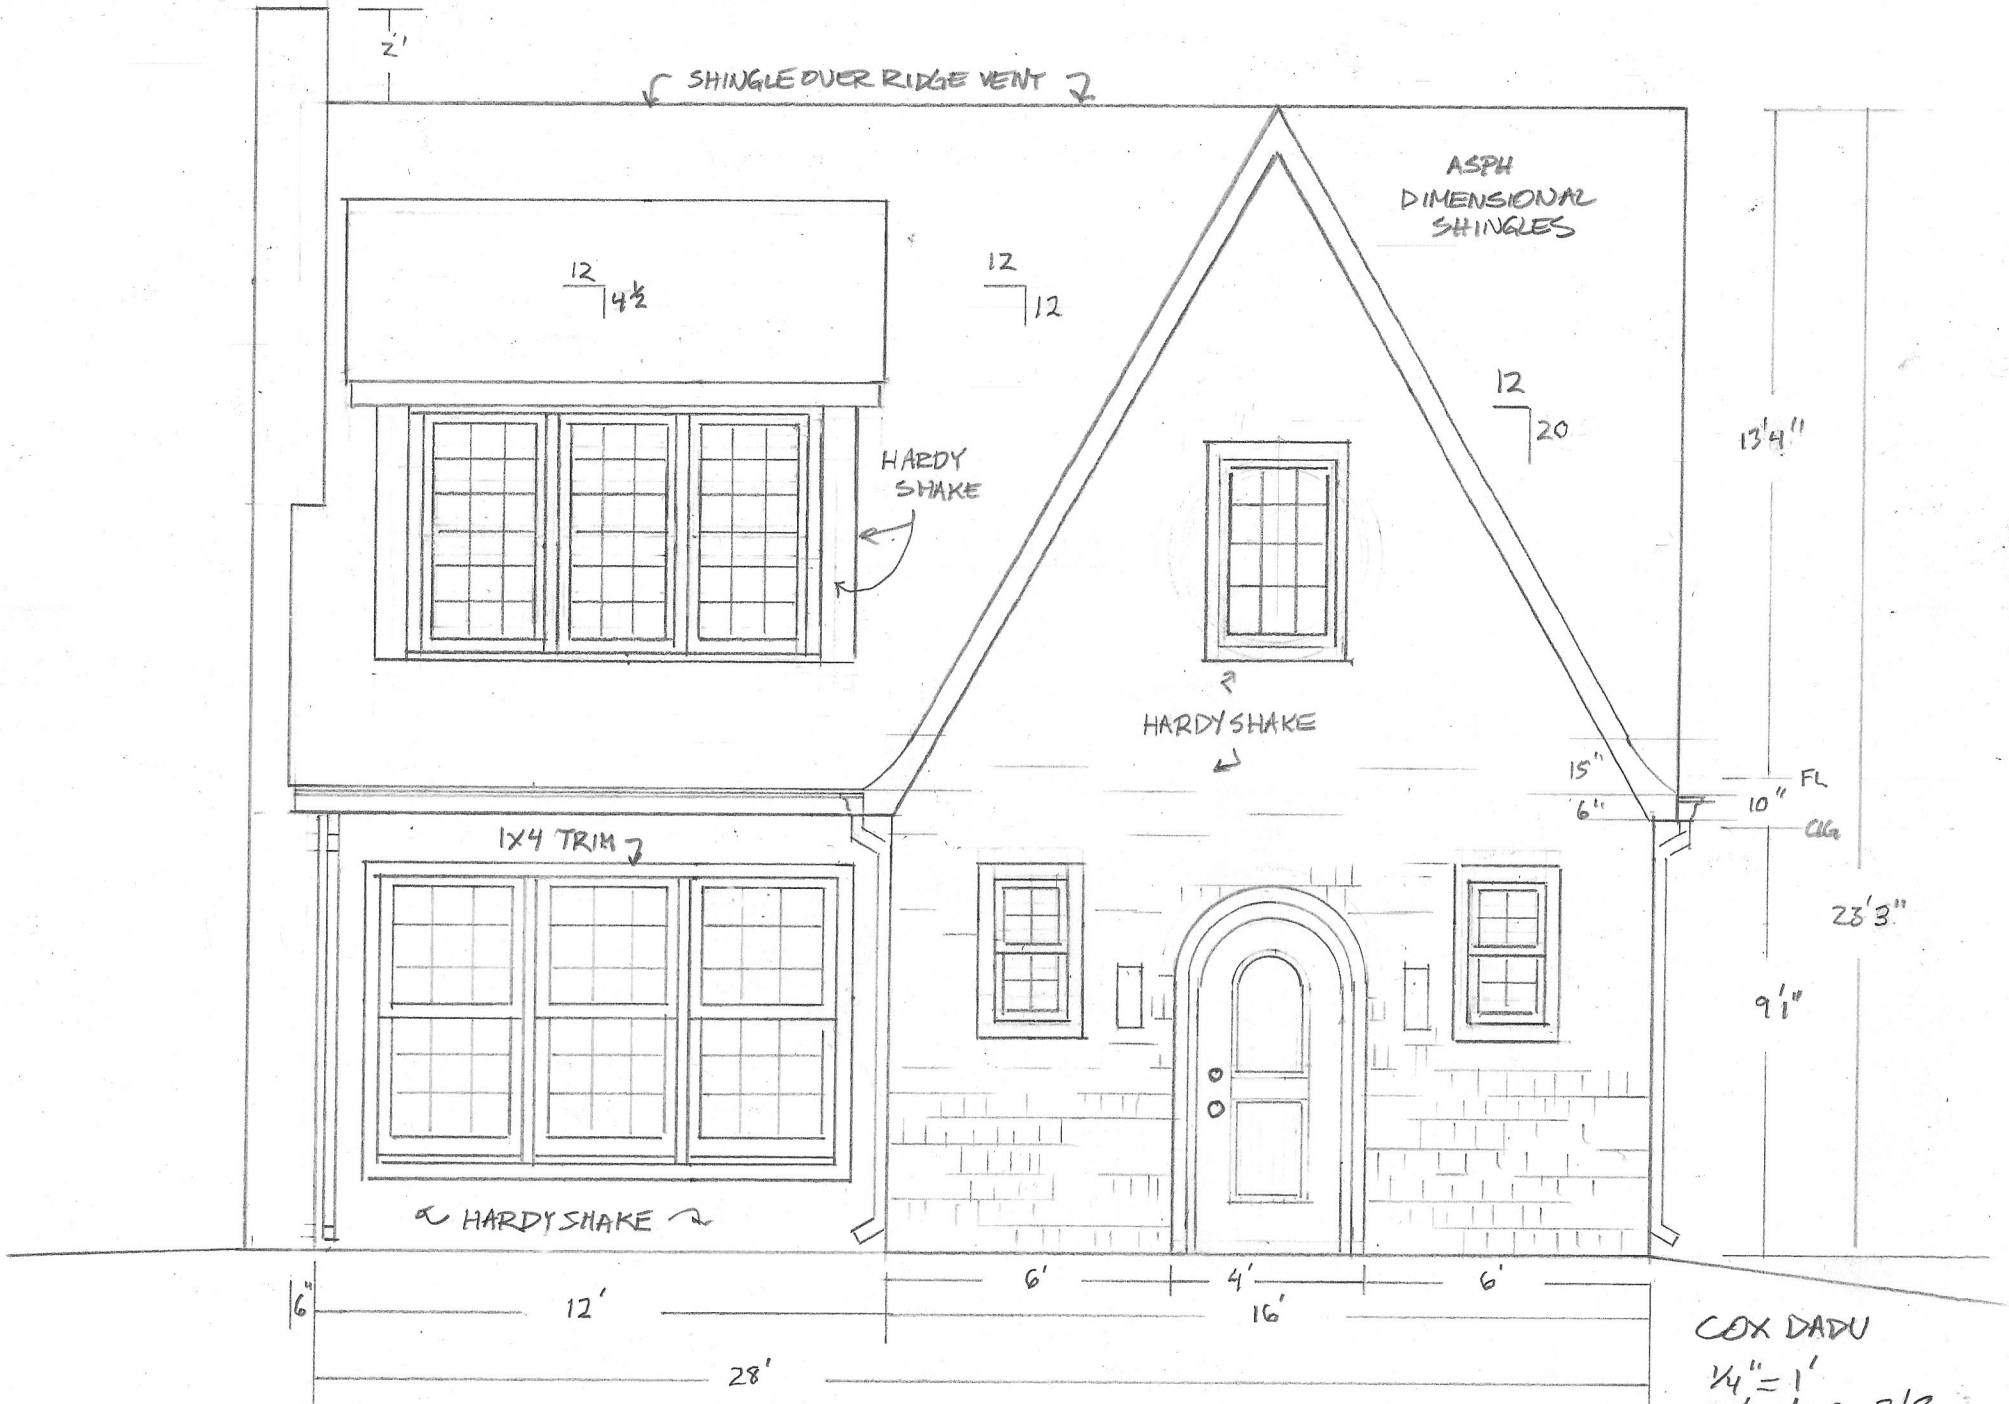 2'
SHINGLE OVER RIDGE VENT
ASPH
DIMENSIONAL
SHINGLES
12
4½
12
12
12
20
13'4"
HARDY
SHAKE
HARDY SHAKE
15"
FL
10"
6"
CLG
1X4 TRIM
23'3"
9'1"
HARDY SHAKE
6'
4'
6'
6"
12'
16'
28'
COX DADU
1/4" = 1'